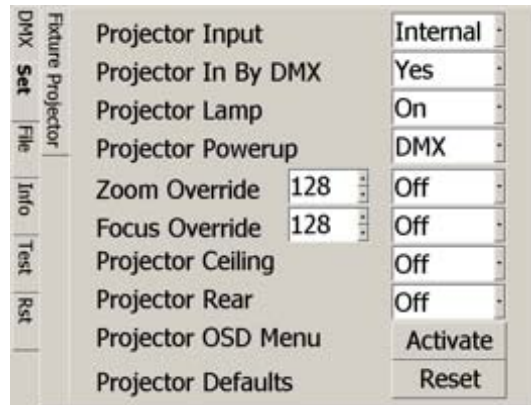 DMX Set File Info Test Rst
Fixture Projector
Projector Input Internal
Projector In By DMX Yes
Projector Lamp On
Projector Powerup DMX
Zoom Override 128 Off
Focus Override 128 Off
Projector Ceiling Off
Projector Rear Off
Projector OSD Menu Activate
Projector Defaults Reset